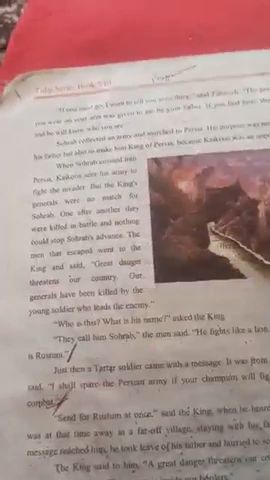 "If you must go, I want to tell you something," said Tahmineh. "The
you wear on your arm was given to me by your father. If you find him, show
and he will know who you are."
Sohrab collected an army and marched to Persia. His purpose was not
his father but also to make him King of Persia, because Kaikous was an
When Sohrab crossed into
Persia, Kaikous sent his army to
fight the invader. But the King's
generals were no match for
Sohrab. One after another they
were killed in battle and nothing
could stop Sohrab's advance. The
men that escaped went to the
King and said, "Great danger
threatens our country. Our
generals have been killed by the
young soldier who leads the enemy."
"Who is this? What is his name?" asked the King.
"They call him Sohrab," the men said. "He fights like a lion.
is Rustum."
Just then a Tartar soldier came with a message. It was from
said, "I shall spare the Persian army if your champion will fig
combat."
"Send for Rustum at once," said the King, when he heard
was at that time away in a far-off village, staying with his
message reached him, he took leave of his father and hurried to
The King said to him, "A great danger threatens our